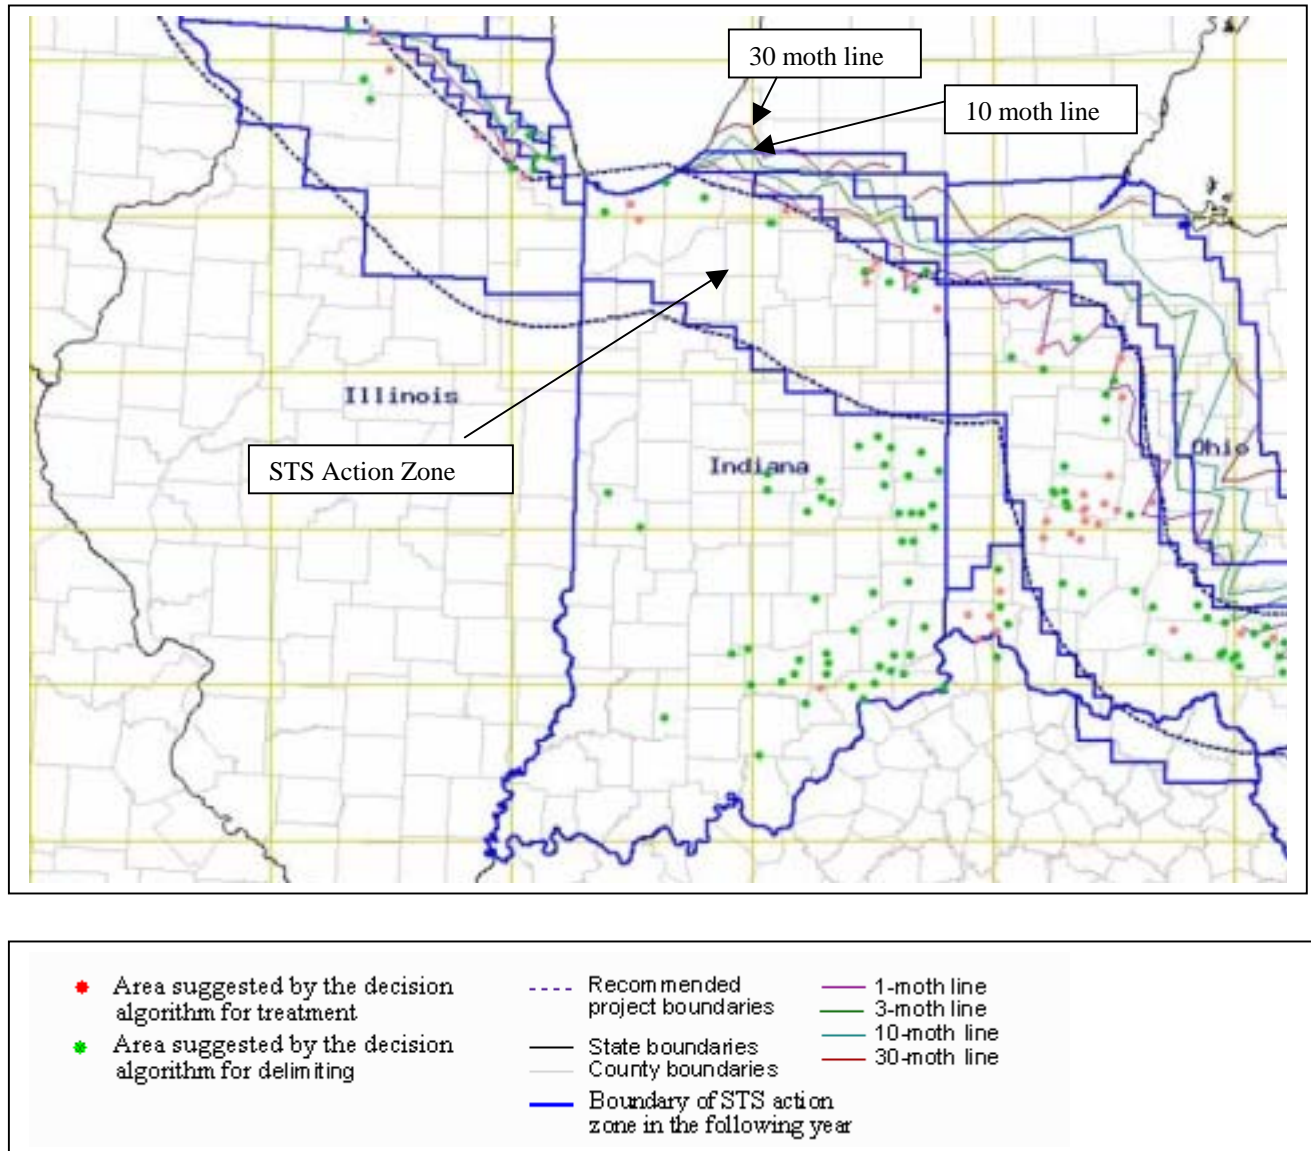 30 moth line
10 moth line
Illinois
STS Action Zone
Indiana
Ohio
Area suggested by the decision
algorithm for treatment
Area suggested by the decision
algorithm for delimiting
Recommended
project boundaries
State boundaries
County boundaries
Boundary of STS action
zone in the following year
1-moth line
3-moth line
10-moth line
30-moth line